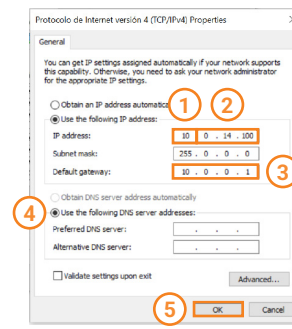 Protocolo de Internet versión 4 (TCP/IPv4) Properties
General
You can get IP settings assigned automatically if your network supports
this capability. Otherwise, you need to ask your network administrator
for the appropriate IP settings.
Obtain an IP address automatica
1 2
Use the following IP address:
IP address: 10 0 . 14 . 100
Subnet mask: 255 . 0 . 0 . 0
Default gateway: 10 . 0 . 0 . 1
3
Obtain DNS server address automatically
4
Use the following DNS server addresses:
Preferred DNS server: . . .
Alternative DNS server: . . .
Validate settings upon exit
Advanced...
5
OK Cancel